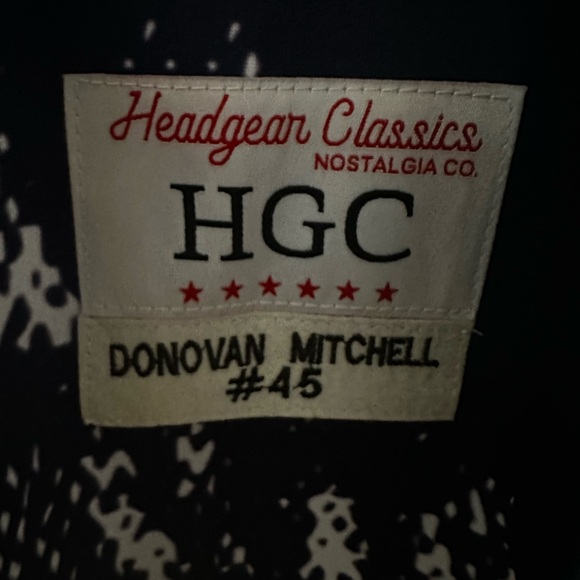 Headgear Classics
NOSTALGIA CO.
HGC
DONOVAN MITCHELL
#45